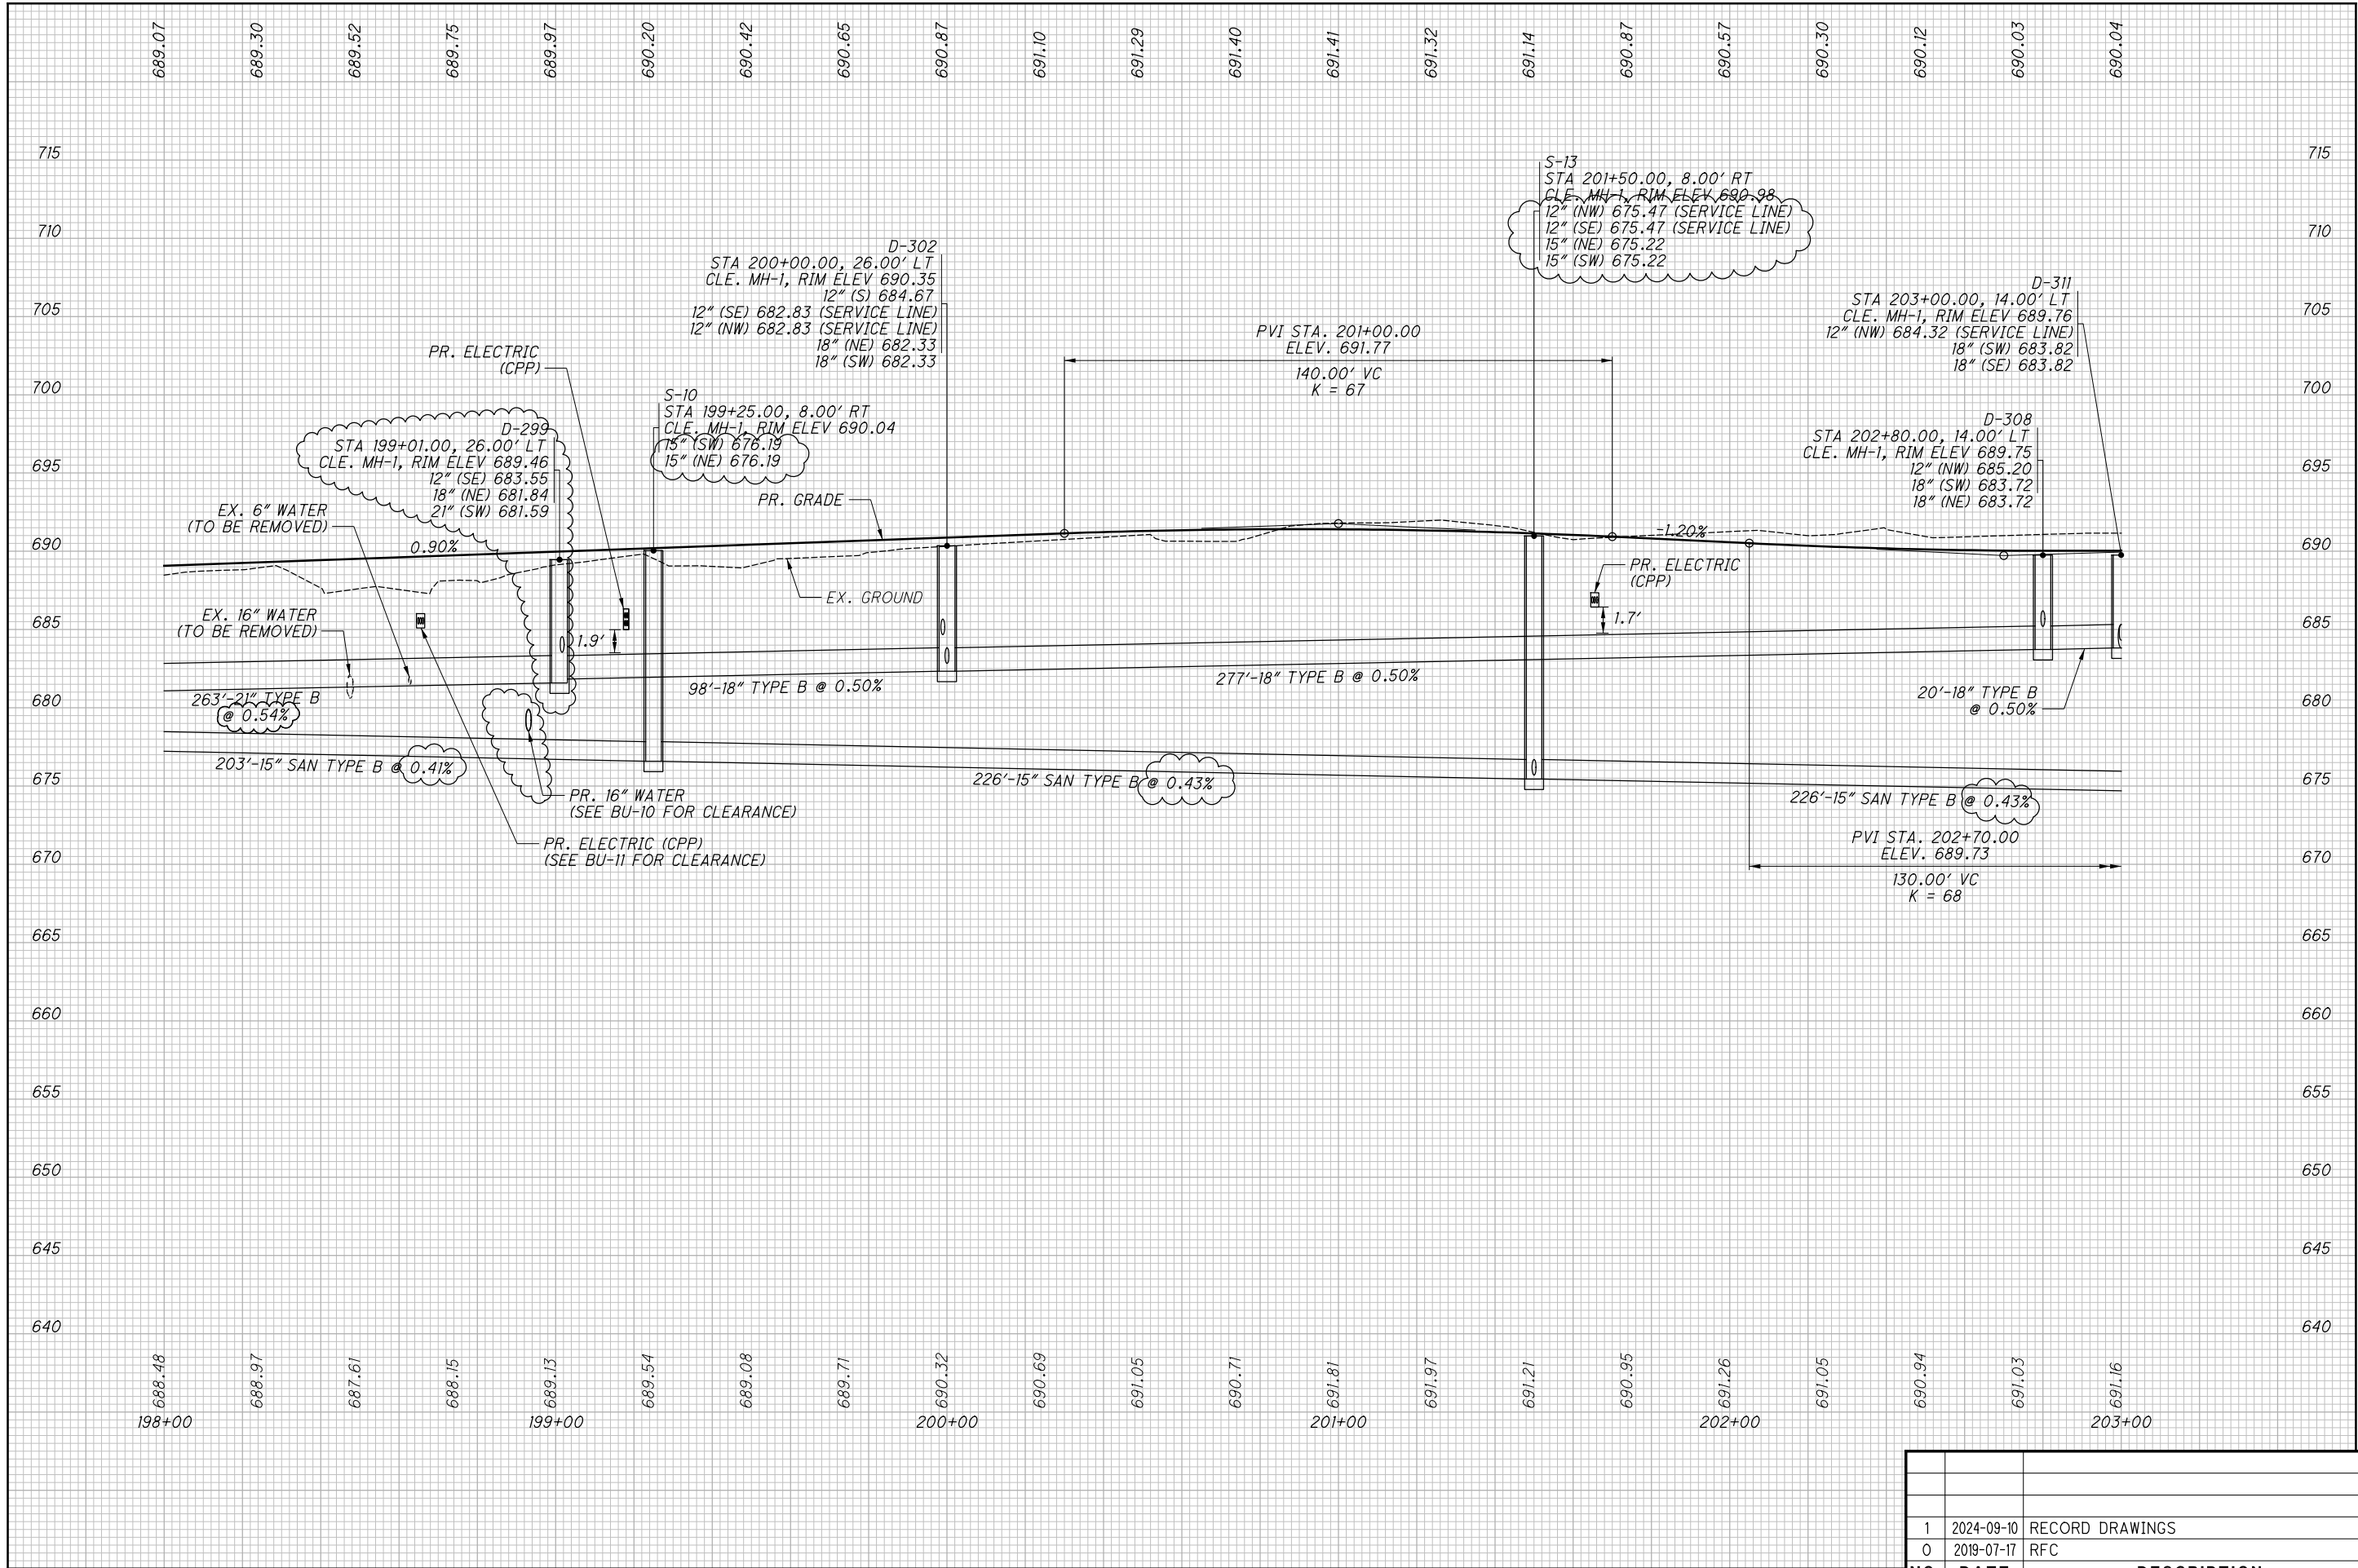 689.07 689.30 689.52 689.75 689.97 690.20 690.42 690.65 690.87 691.10 691.29 691.40 691.41 691.32 691.14 690.87 690.57 690.30 690.12 690.03 690.04
715 715
710 710
705 705
700 700
695 695
690 690
685 685
680 680
675 675
670 670
665 665
660 660
655 655
650 650
645 645
640 640
S-13
STA 201+50.00, 8.00' RT
CLE. MH-1, RIM ELEV 690.98
12" (NW) 675.47 (SERVICE LINE)
12" (SE) 675.47 (SERVICE LINE)
15" (NE) 675.22
15" (SW) 675.22
D-302
STA 200+00.00, 26.00' LT
CLE. MH-1, RIM ELEV 690.35
12" (S) 684.67
12" (SE) 682.83 (SERVICE LINE)
12" (NW) 682.83 (SERVICE LINE)
18" (NE) 682.33
18" (SW) 682.33
D-311
STA 203+00.00, 14.00' LT
CLE. MH-1, RIM ELEV 689.76
12" (NW) 684.32 (SERVICE LINE)
18" (SW) 683.82
18" (SE) 683.82
PVI STA. 201+00.00
ELEV. 691.77
140.00' VC
K = 67
PR. ELECTRIC
(CPP)
S-10
STA 199+25.00, 8.00' RT
CLE. MH-1, RIM ELEV 690.04
15" (SW) 676.19
15" (NE) 676.19
D-299
STA 199+01.00, 26.00' LT
CLE. MH-1, RIM ELEV 689.46
12" (SE) 683.55
18" (NE) 681.84
21" (SW) 681.59
D-308
STA 202+80.00, 14.00' LT
CLE. MH-1, RIM ELEV 689.75
12" (NW) 685.20
18" (SW) 683.72
18" (NE) 683.72
EX. 6" WATER
(TO BE REMOVED)
PR. GRADE
0.90%
-1.20%
EX. GROUND
PR. ELECTRIC
(CPP)
1.7'
EX. 16" WATER
(TO BE REMOVED)
1.9'
263'-21" TYPE B
@ 0.54%
98'-18" TYPE B @ 0.50%
277'-18" TYPE B @ 0.50%
20'-18" TYPE B
@ 0.50%
203'-15" SAN TYPE B @ 0.41%
226'-15" SAN TYPE B @ 0.43%
226'-15" SAN TYPE B @ 0.43%
PR. 16" WATER
(SEE BU-10 FOR CLEARANCE)
PR. ELECTRIC (CPP)
(SEE BU-11 FOR CLEARANCE)
PVI STA. 202+70.00
ELEV. 689.73
130.00' VC
K = 68
688.48 688.97 687.61 688.15 689.13 689.54 689.08 689.71 690.32 690.69 691.05 690.71 691.81 691.97 691.21 690.95 691.26 691.05 690.94 691.03 691.16
198+00 199+00 200+00 201+00 202+00 203+00
1 2024-09-10 RECORD DRAWINGS
0 2019-07-17 RFC
NO. DATE DESCRIPTION